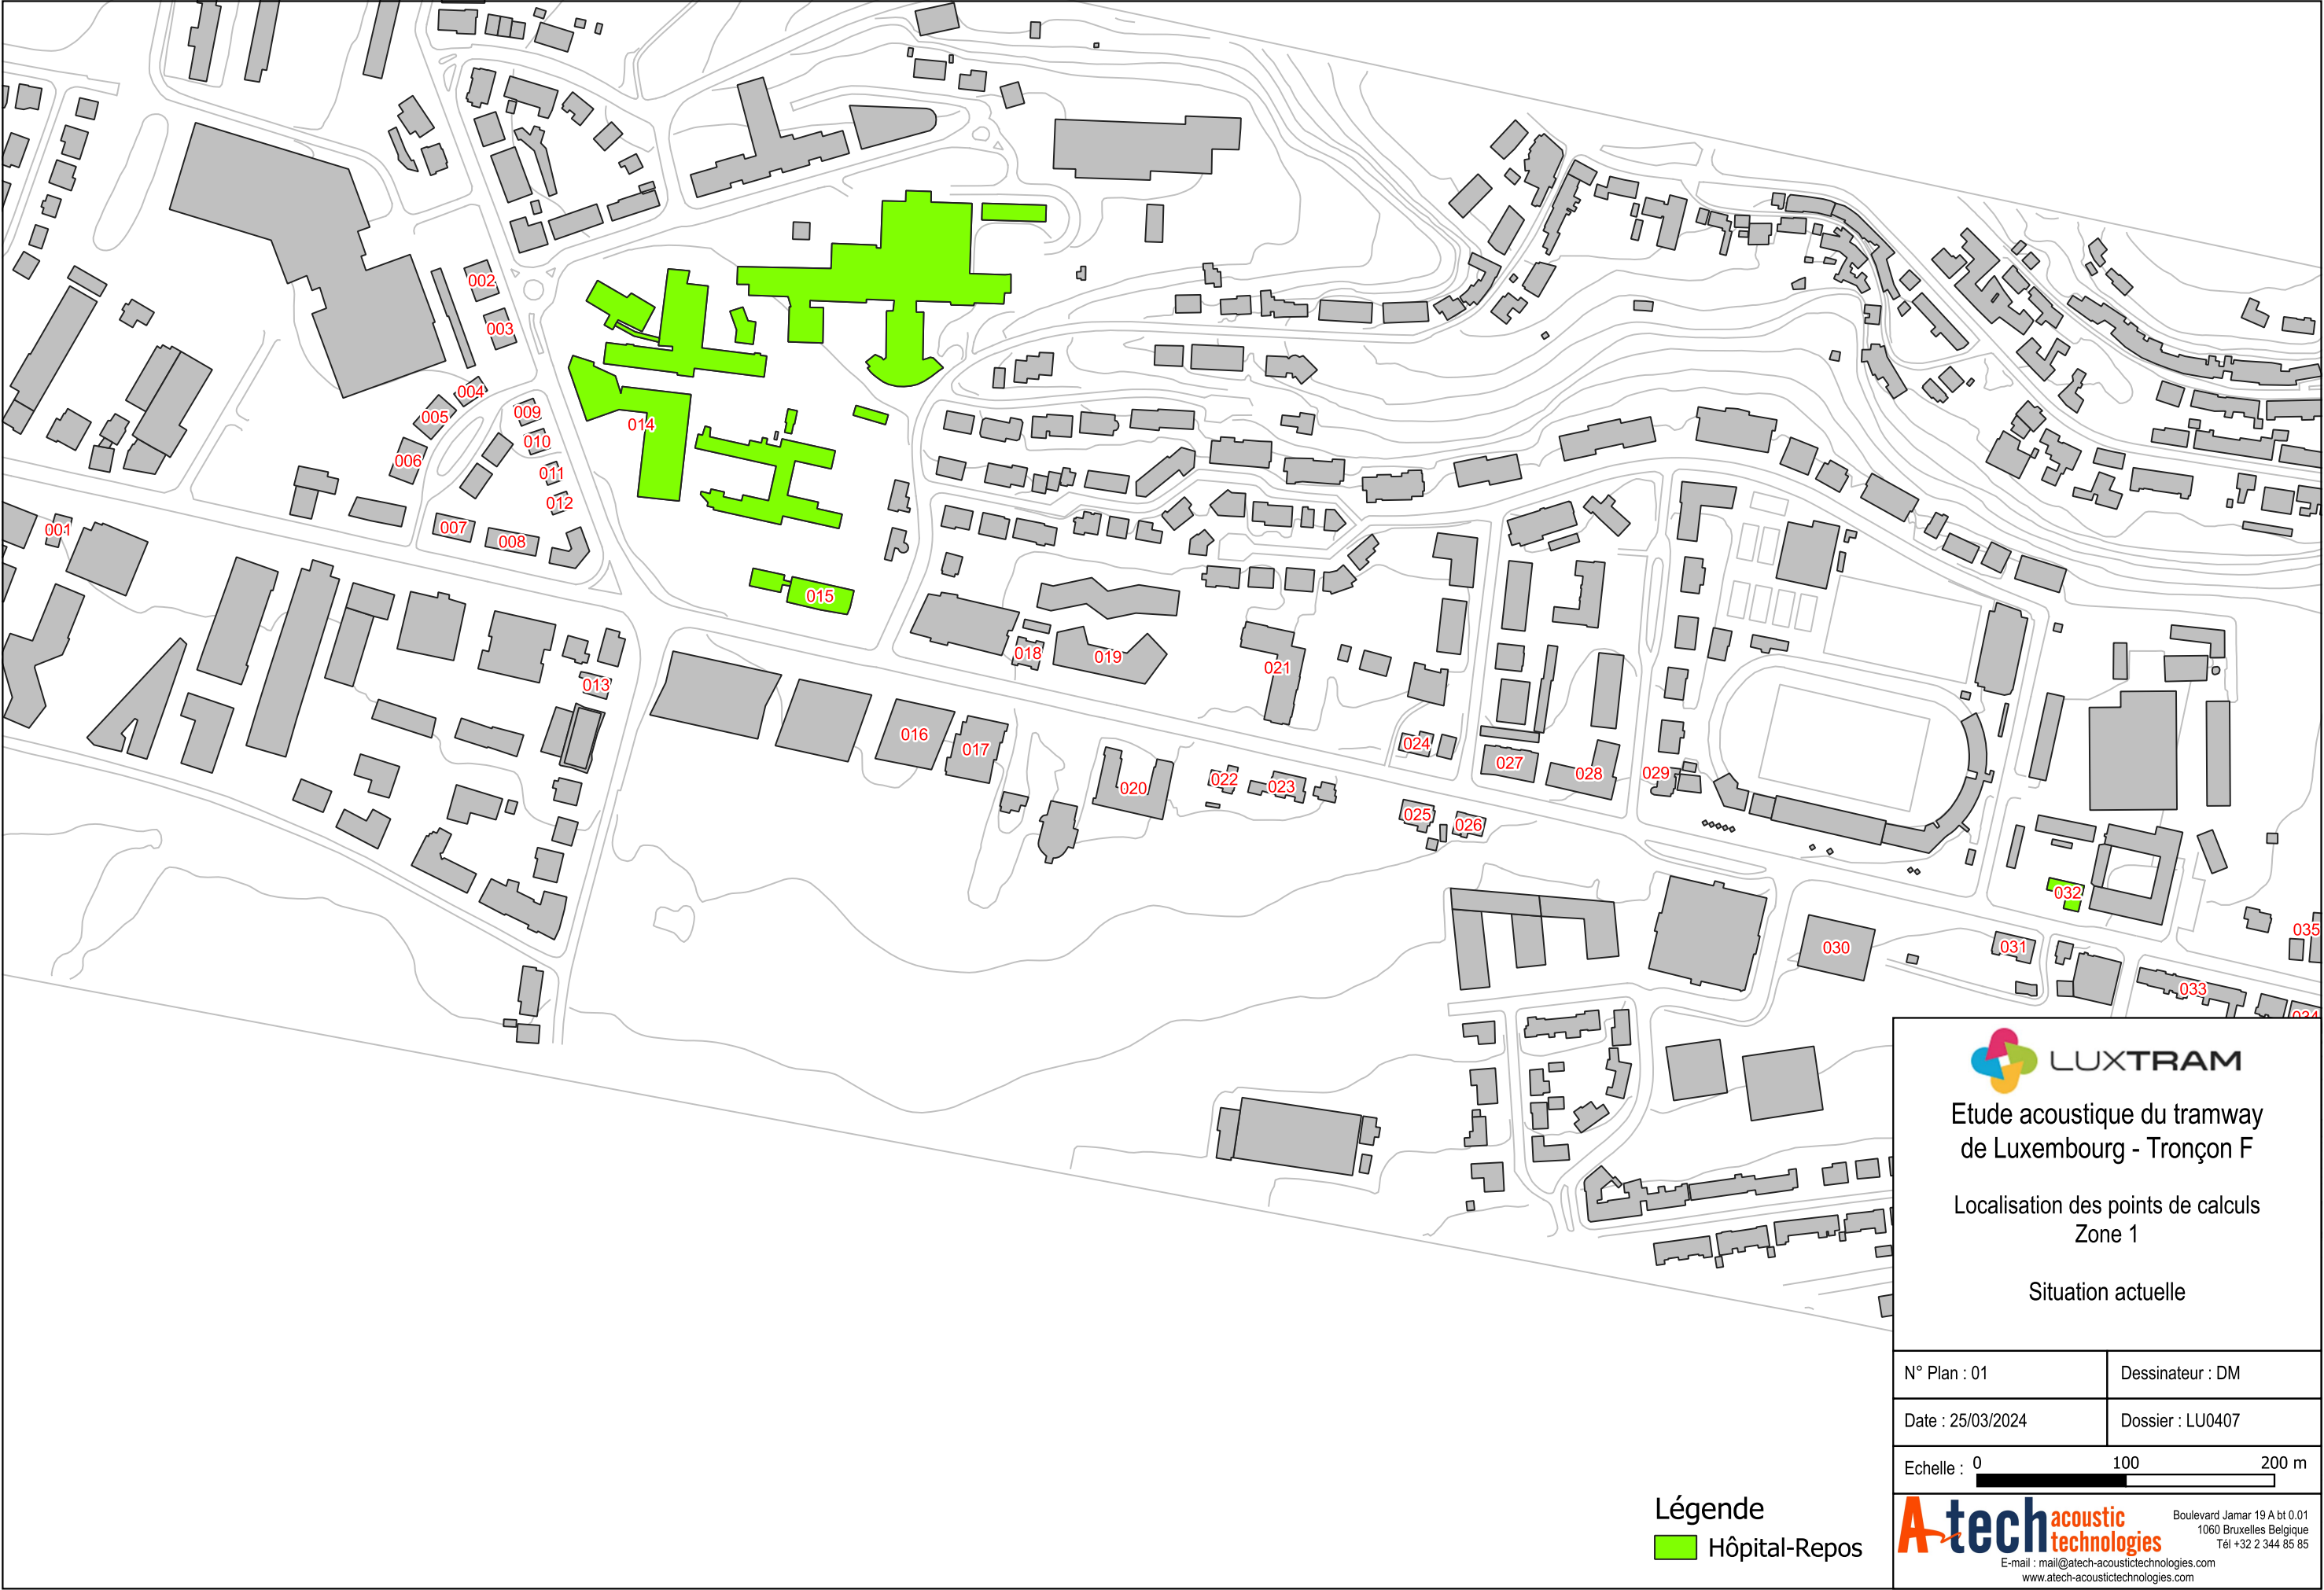 002
003
004
005
009
014
010
006
011
012
001
007
008
015
018
019
021
013
016
017
024
027
028
029
022
023
020
025
026
032
035
030
031
033
LUXTRAM
Etude acoustique du tramway
de Luxembourg - Tronçon F
Localisation des points de calculs
Zone 1
Situation actuelle
N° Plan : 01
Dessinateur : DM
Date : 25/03/2024
Dossier : LU0407
Echelle : 0 100 200 m
Légende
Hôpital-Repos
A-tech acoustic
technologies
Boulevard Jamar 19 A bt 0.01
1060 Bruxelles Belgique
Tél +32 2 344 85 85
E-mail : mail@atech-acoustictechnologies.com
www.atech-acoustictechnologies.com